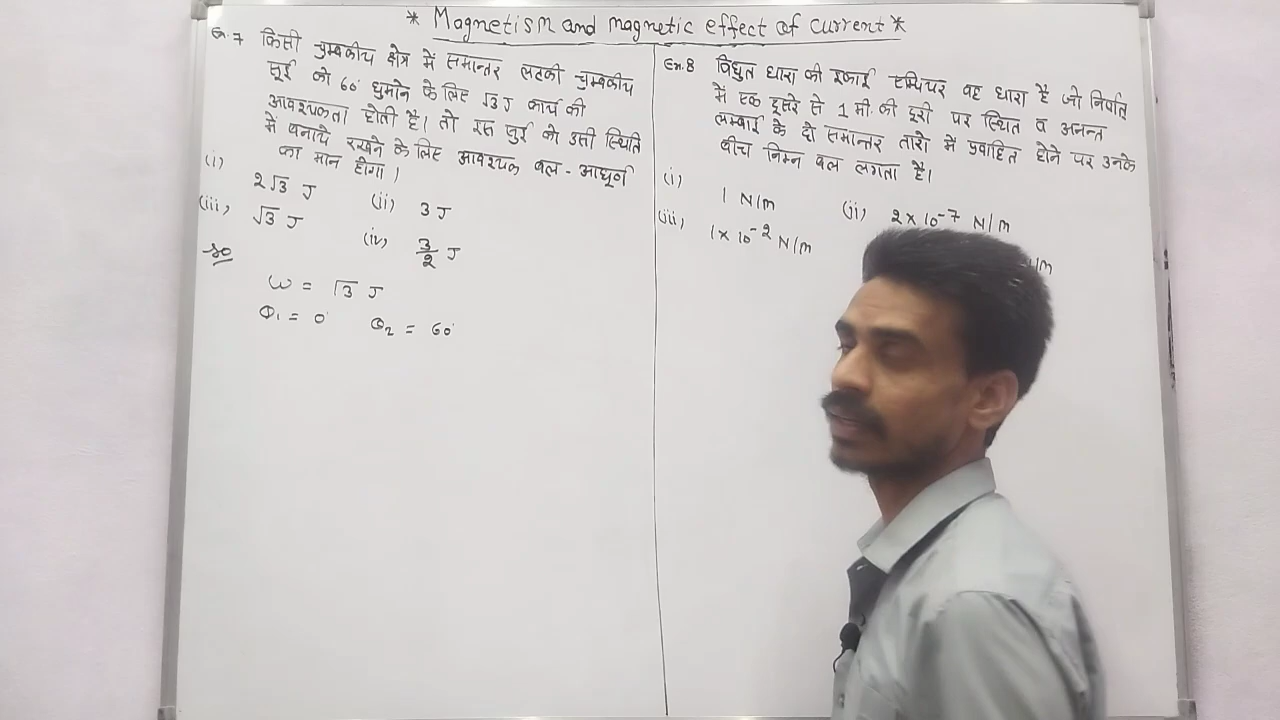 * Magnetism and magnetic effect of current *
Ex. 7 किसी चुम्बकीय क्षेत्र में समान्तर लटकी चुम्बकीय
सुई को 60° घुमाने के लिए √3 J कार्य की
आवश्यकता होती है। तो इस सुई को उसी स्थिति
में बनाये रखने के लिए आवश्यक बल-आघूर्ण
का मान होगा।
(i) 2√3 J (ii) 3 J
(iii) √3 J (iv) 3/2 J
ω = √3 J
θ₁ = 0° θ₂ = 60°
Ex. 8 विद्युत धारा की इकाई एम्पियर वह धारा है जो निर्वात
में एक दूसरे से 1 मी. की दूरी पर स्थित व अनन्त
लम्बाई के दो समान्तर तारो में प्रवाहित होने पर उनके
बीच निम्न बल लगता है।
(i) 1 N/m (ii) 2×10⁻⁷ N/m
(iii) 1×10⁻² N/m N/m